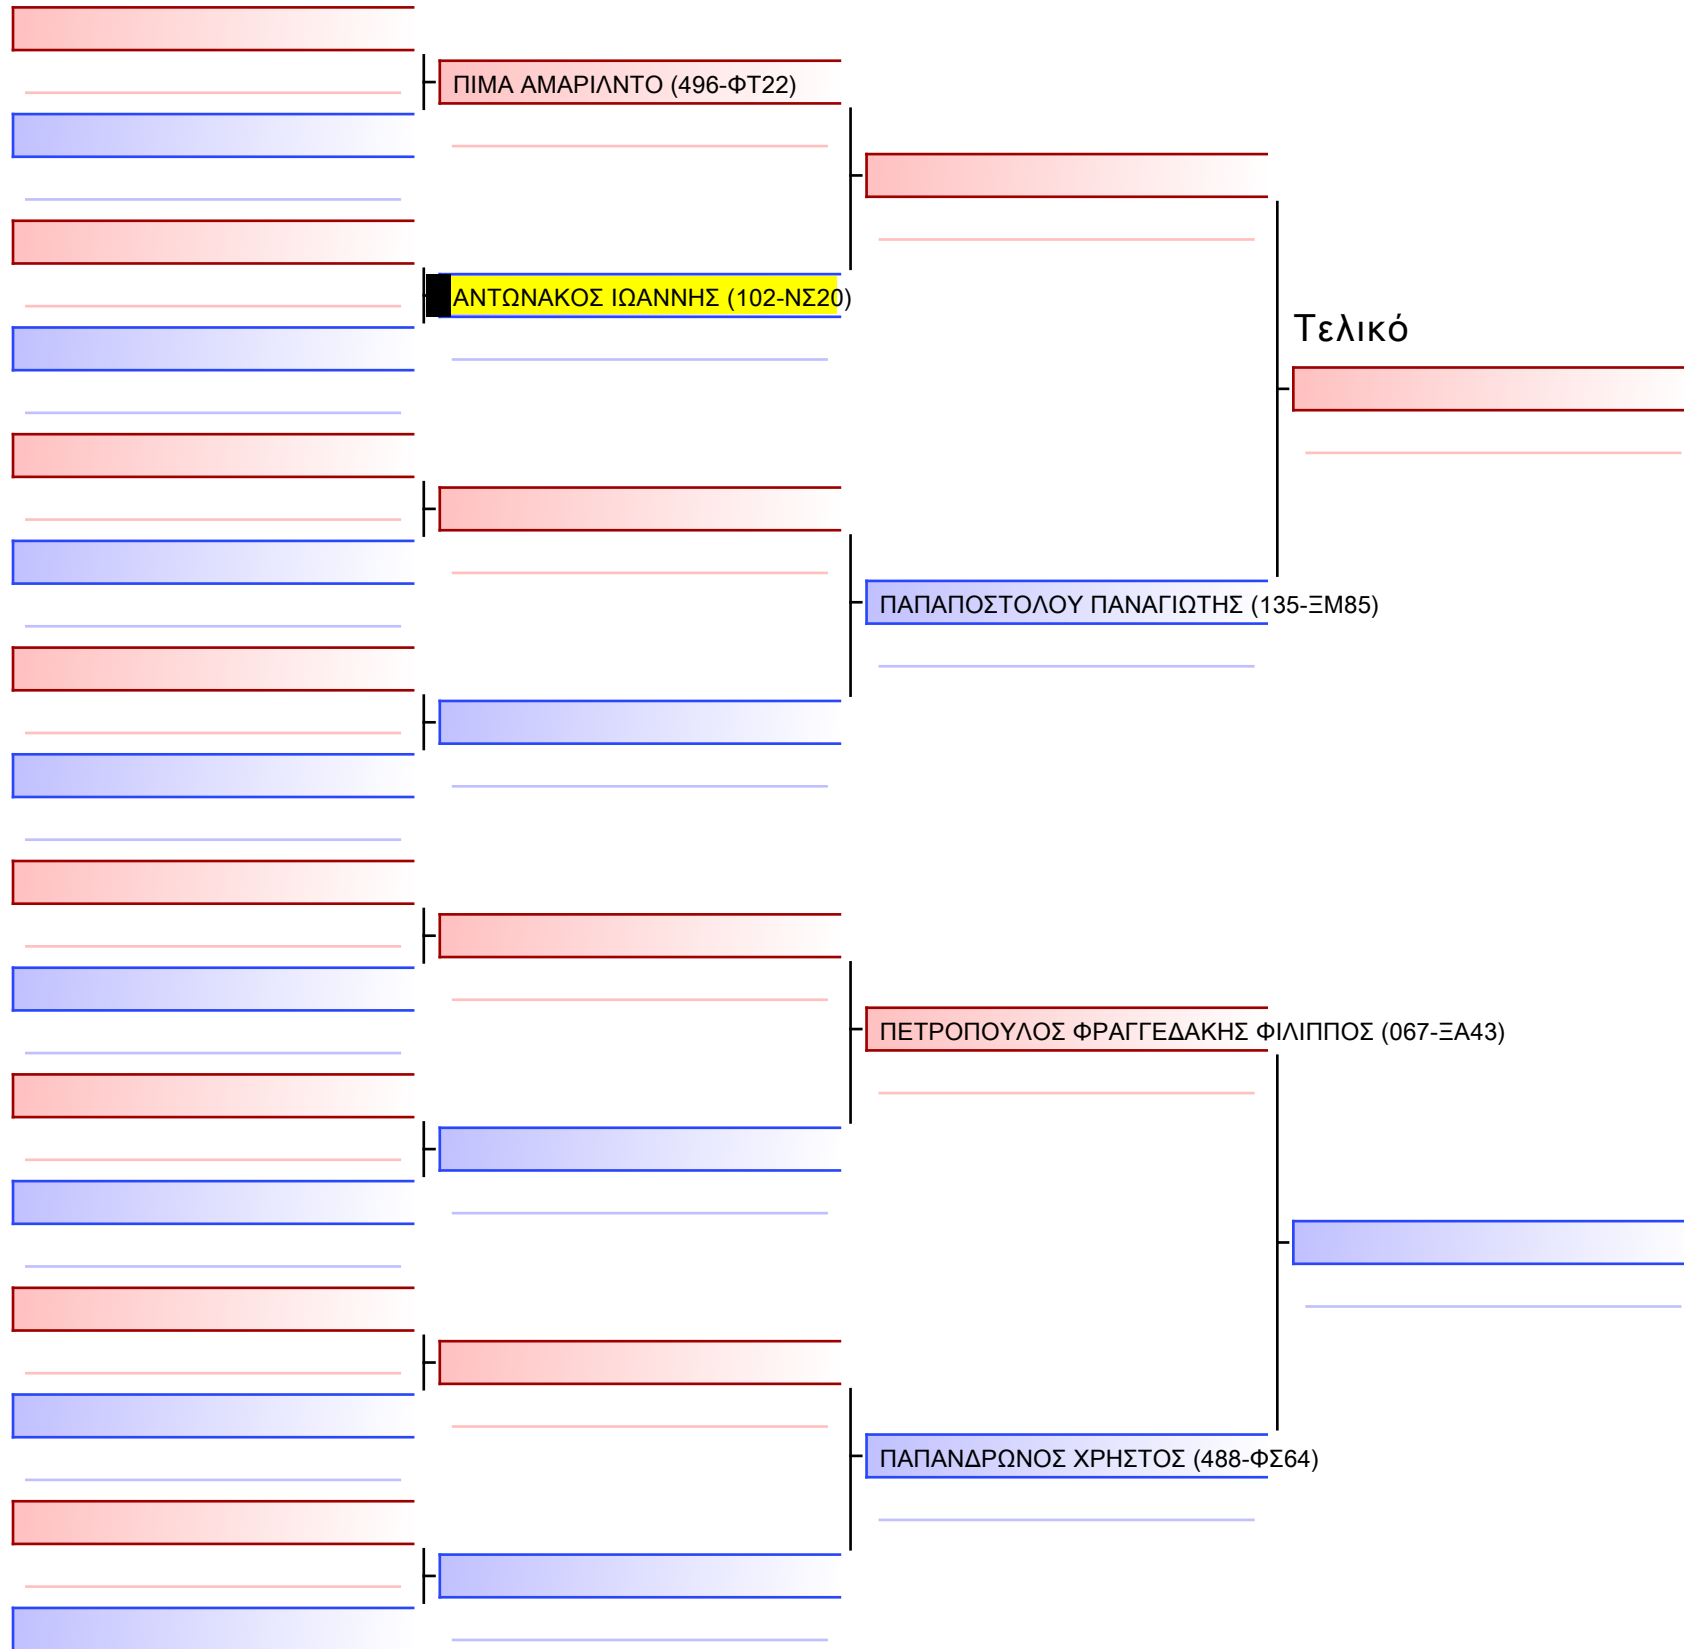 ΠΙΜΑ ΑΜΑΡΙΛΝΤΟ (496-ΦΤ22)
ΑΝΤΩΝΑΚΟΣ ΙΩΑΝΝΗΣ (102-ΝΣ20)
Τελικό
ΠΑΠΑΠΟΣΤΟΛΟΥ ΠΑΝΑΓΙΩΤΗΣ (135-ΞΜ85)
ΠΕΤΡΟΠΟΥΛΟΣ ΦΡΑΓΓΕΔΑΚΗΣ ΦΙΛΙΠΠΟΣ (067-ΞΑ43)
ΠΑΠΑΝΔΡΩΝΟΣ ΧΡΗΣΤΟΣ (488-ΦΣ64)